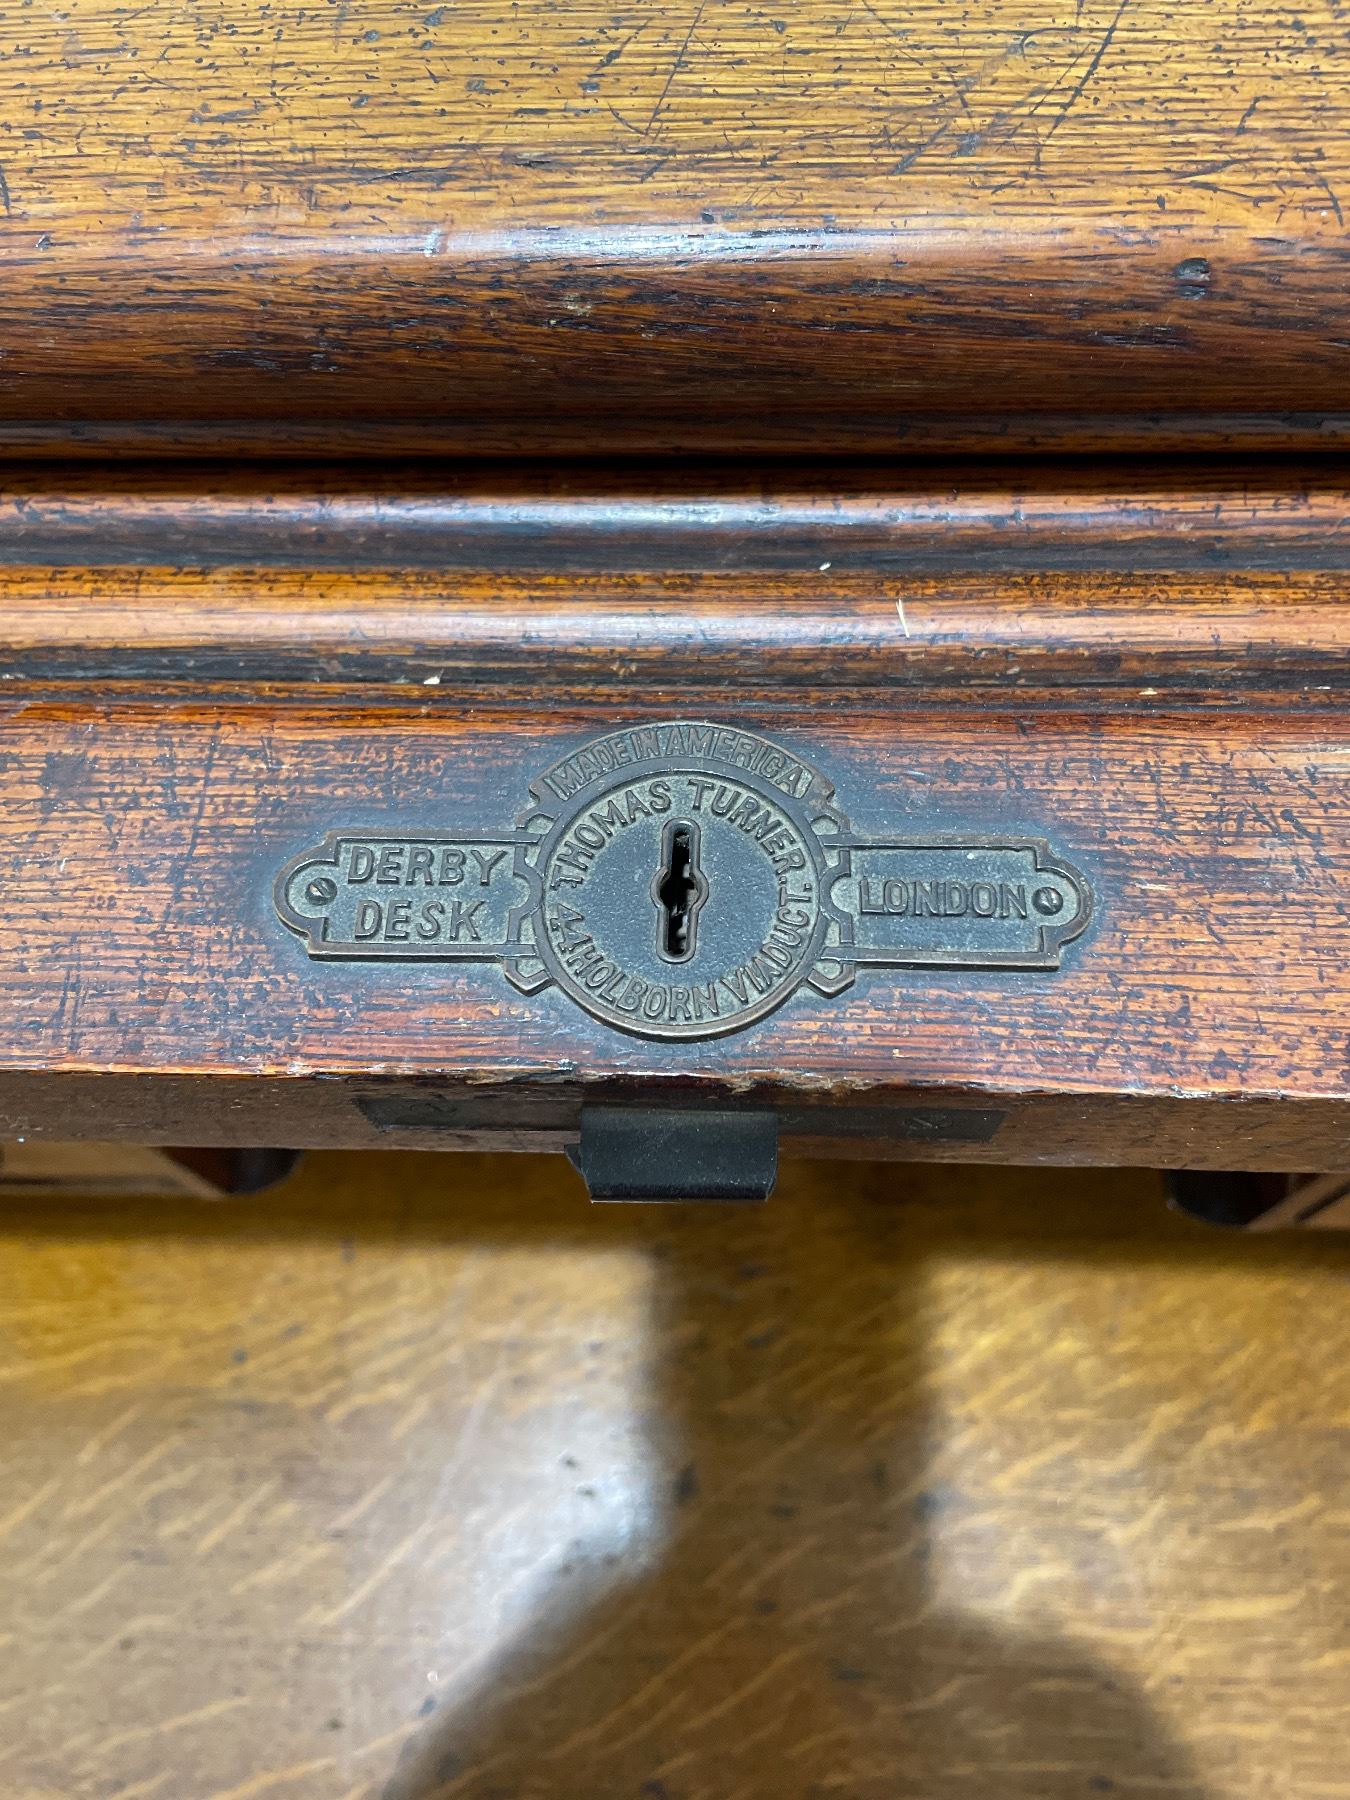 MADE IN AMERICA
THOMAS TURNER.
44 HOLBORN VIADUCT.
DERBY
DESK
LONDON